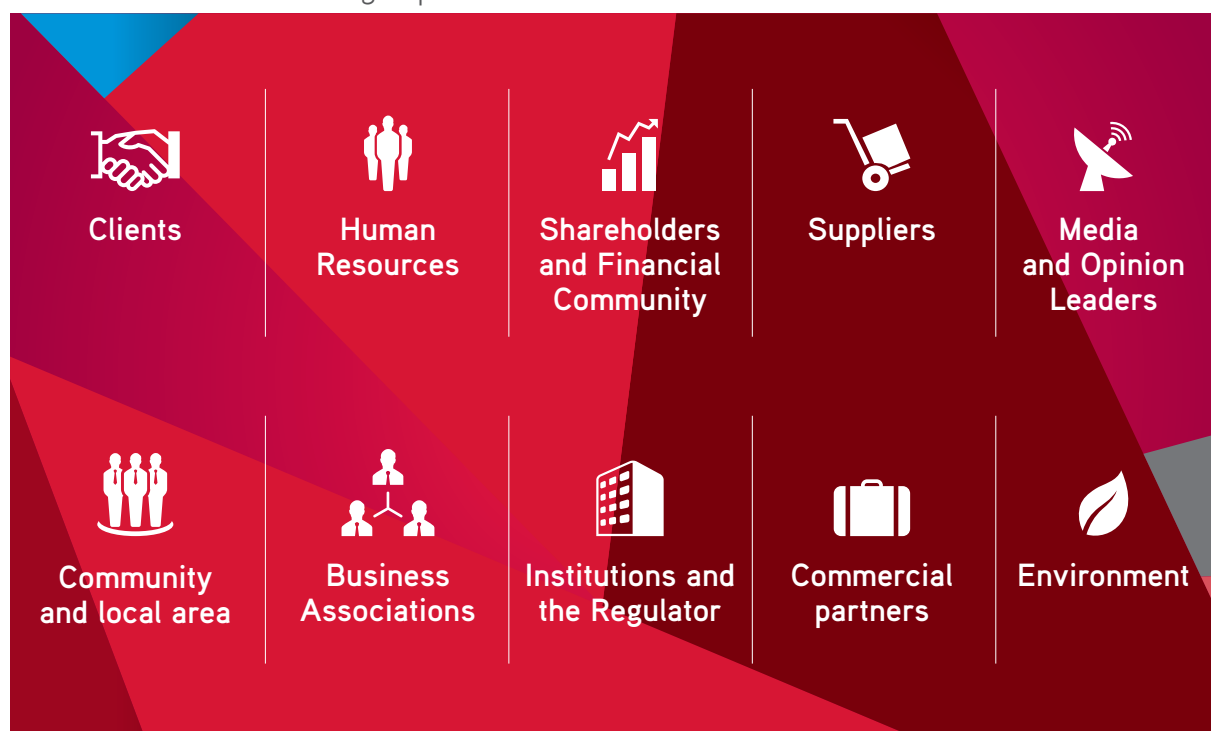 Clients
Human
Resources
Shareholders
and Financial
Community
Suppliers
Media
and Opinion
Leaders
Community
and local area
Business
Associations
Institutions and
the Regulator
Commercial
partners
Environment